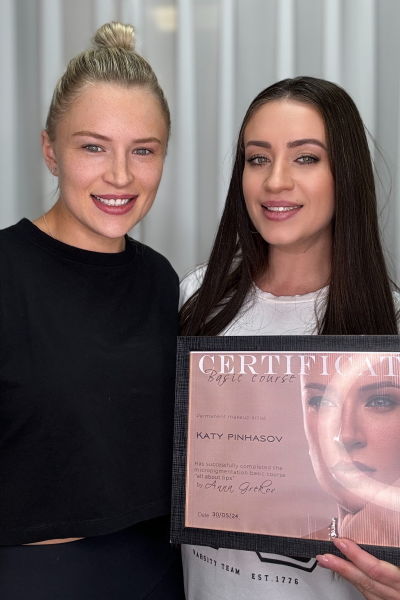 CERTIFICAT
Basic course
Permanent makeup artist
KATY PINHASOV
Has successfully completed the
micropigmentation basic course
"all about lips"
by Anna Grekov
Date 30/05/24
VARSITY TEAM EST.1776